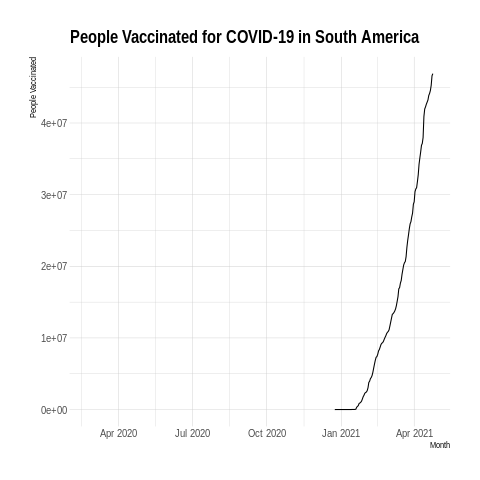 People Vaccinated for COVID-19 in South America
People Vaccinated
4e+07
3e+07
2e+07
1e+07
0e+00
Apr 2020 Jul 2020 Oct 2020 Jan 2021 Apr 2021
Month